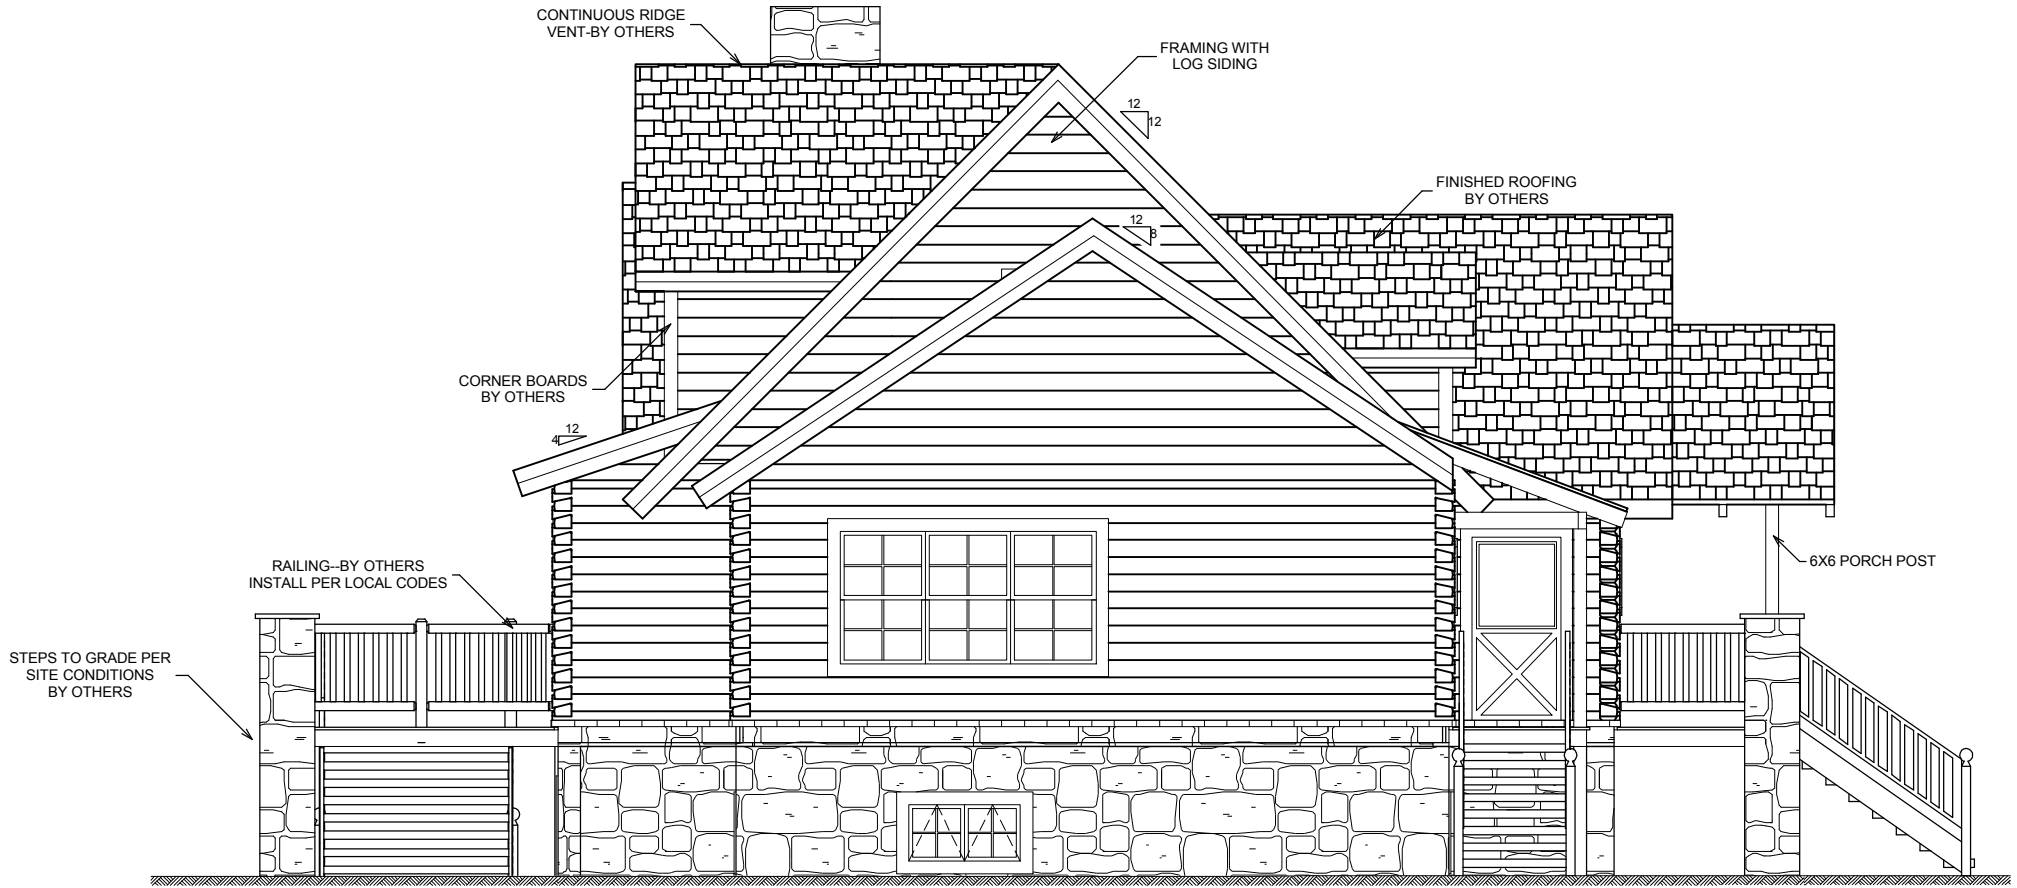 CONTINUOUS RIDGE
VENT-BY OTHERS
FRAMING WITH
LOG SIDING
12
12
FINISHED ROOFING
BY OTHERS
12
8
CORNER BOARDS
BY OTHERS
12
4
RAILING--BY OTHERS
INSTALL PER LOCAL CODES
6X6 PORCH POST
STEPS TO GRADE PER
SITE CONDITIONS
BY OTHERS